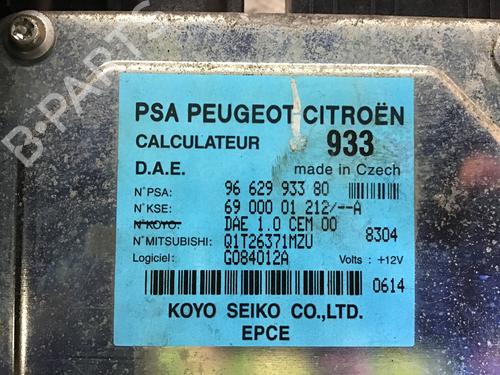 B-PARTS
PSA PEUGEOT CITROËN
CALCULATEUR 933
D.A.E. made in Czech
N°PSA: 96 629 933 80
N°KSE: 69 000 01 212/--A
N°KOYO: DAE 1.0 CEM 00 8304
N°MITSUBISHI: Q1T26371MZU
Logiciel: G084012A Volts : +12V
0614
KOYO SEIKO CO.,LTD.
EPCE